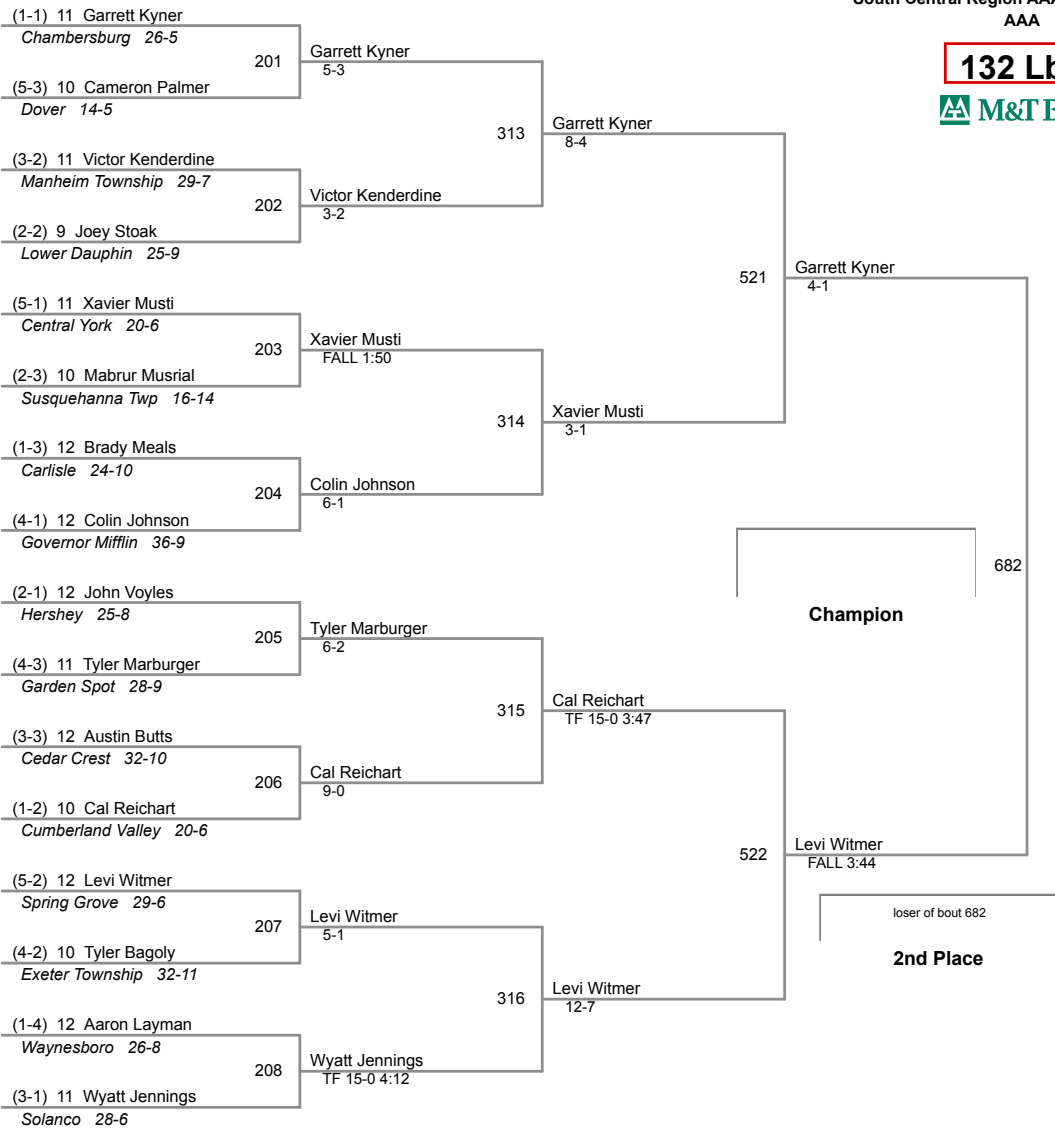 South Central Region AAA
AAA
132 Lb
M&T B
(1-1) 11 Garrett Kyner
Chambersburg 26-5
201
Garrett Kyner
5-3
(5-3) 10 Cameron Palmer
Dover 14-5
313
Garrett Kyner
8-4
(3-2) 11 Victor Kenderdine
Manheim Township 29-7
202
Victor Kenderdine
3-2
(2-2) 9 Joey Stoak
Lower Dauphin 25-9
521
Garrett Kyner
4-1
(5-1) 11 Xavier Musti
Central York 20-6
203
Xavier Musti
FALL 1:50
(2-3) 10 Mabrur Musrial
Susquehanna Twp 16-14
314
Xavier Musti
3-1
(1-3) 12 Brady Meals
Carlisle 24-10
204
Colin Johnson
6-1
(4-1) 12 Colin Johnson
Governor Mifflin 36-9
682
Champion
(2-1) 12 John Voyles
Hershey 25-8
205
Tyler Marburger
6-2
(4-3) 11 Tyler Marburger
Garden Spot 28-9
315
Cal Reichart
TF 15-0 3:47
(3-3) 12 Austin Butts
Cedar Crest 32-10
206
Cal Reichart
9-0
(1-2) 10 Cal Reichart
Cumberland Valley 20-6
522
Levi Witmer
FALL 3:44
(5-2) 12 Levi Witmer
Spring Grove 29-6
207
Levi Witmer
5-1
loser of bout 682
2nd Place
(4-2) 10 Tyler Bagoly
Exeter Township 32-11
316
Levi Witmer
12-7
(1-4) 12 Aaron Layman
Waynesboro 26-8
208
Wyatt Jennings
TF 15-0 4:12
(3-1) 11 Wyatt Jennings
Solanco 28-6